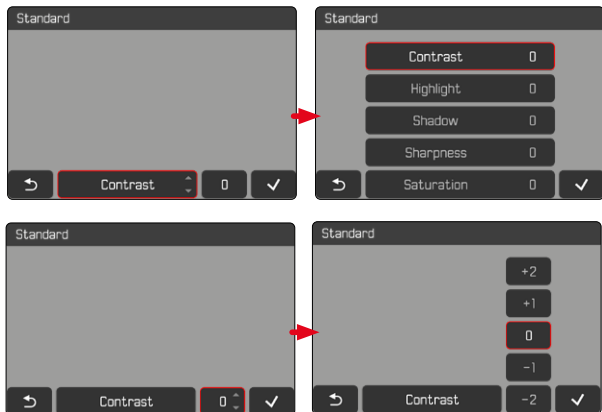 Standard
Contrast 0
Standard
Contrast 0
Highlight 0
Shadow 0
Sharpness 0
Saturation 0
Standard
Contrast 0
Standard
+2
+1
0
-1
Contrast -2